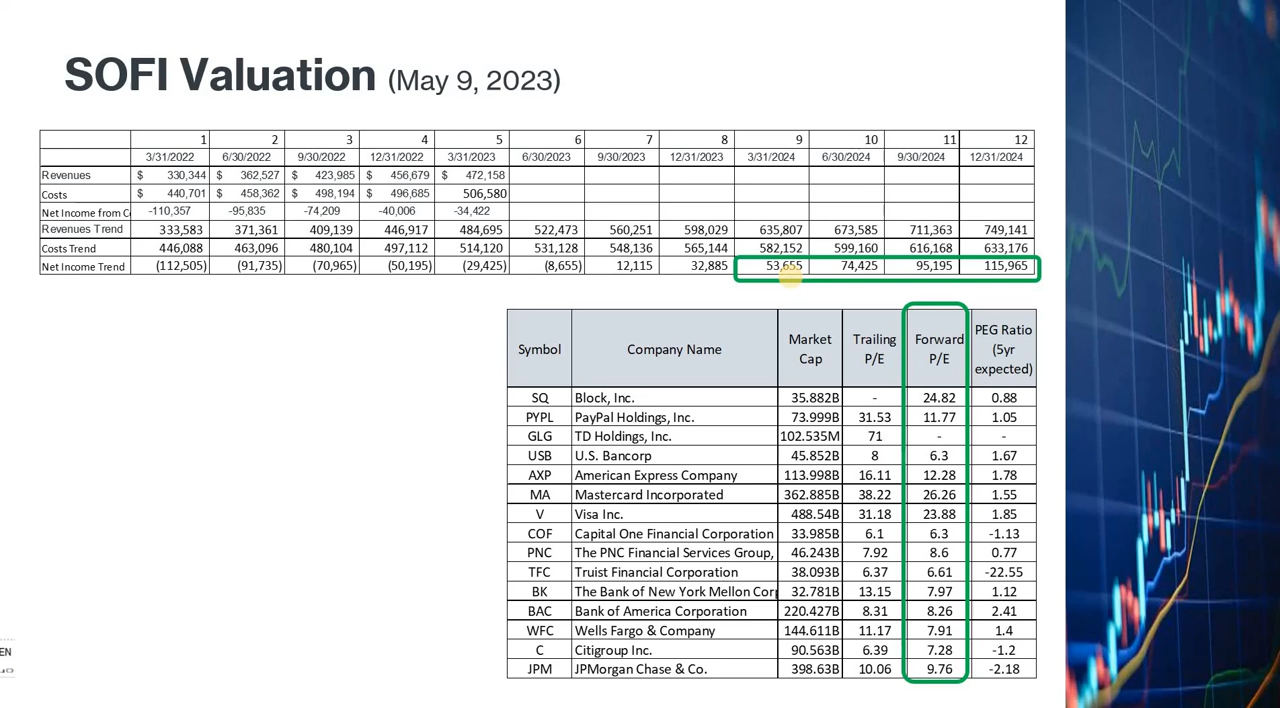 SOFI Valuation (May 9, 2023)
1 2 3 4 5 6 7 8 9 10 11 12
3/31/2022 6/30/2022 9/30/2022 12/31/2022 3/31/2023 6/30/2023 9/30/2023 12/31/2023 3/31/2024 6/30/2024 9/30/2024 12/31/2024
Revenues $ 330,344 $ 362,527 $ 423,985 $ 456,679 $ 472,158
Costs $ 440,701 $ 458,362 $ 498,194 $ 496,685 506,580
Net Income from C -110,357 -95,835 -74,209 -40,006 -34,422
Revenues Trend 333,583 371,361 409,139 446,917 484,695 522,473 560,251 598,029 635,807 673,585 711,363 749,141
Costs Trend 446,088 463,096 480,104 497,112 514,120 531,128 548,136 565,144 582,152 599,160 616,168 633,176
Net Income Trend (112,505) (91,735) (70,965) (50,195) (29,425) (8,655) 12,115 32,885 53,655 74,425 95,195 115,965
Symbol Company Name Market Cap Trailing P/E Forward P/E PEG Ratio (5yr expected)
SQ Block, Inc. 35.882B - 24.82 0.88
PYPL PayPal Holdings, Inc. 73.999B 31.53 11.77 1.05
GLG TD Holdings, Inc. 102.535M 71 - -
USB U.S. Bancorp 45.852B 8 6.3 1.67
AXP American Express Company 113.998B 16.11 12.28 1.78
MA Mastercard Incorporated 362.885B 38.22 26.26 1.55
V Visa Inc. 488.54B 31.18 23.88 1.85
COF Capital One Financial Corporation 33.985B 6.1 6.3 -1.13
PNC The PNC Financial Services Group, 46.243B 7.92 8.6 0.77
TFC Truist Financial Corporation 38.093B 6.37 6.61 -22.55
BK The Bank of New York Mellon Corp 32.781B 13.15 7.97 1.12
BAC Bank of America Corporation 220.427B 8.31 8.26 2.41
WFC Wells Fargo & Company 144.611B 11.17 7.91 1.4
C Citigroup Inc. 90.563B 6.39 7.28 -1.2
JPM JPMorgan Chase & Co. 398.63B 10.06 9.76 -2.18
EN